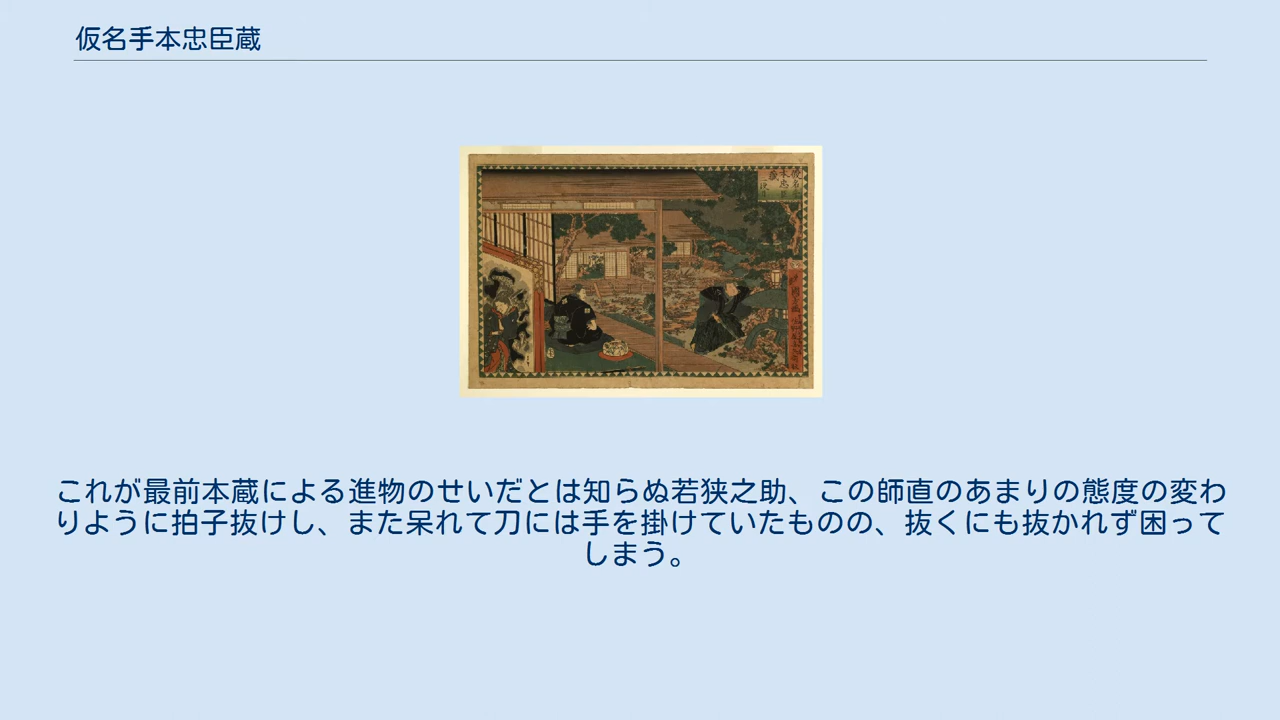 仮名手本忠臣蔵
これが最前本蔵による進物のせいだとは知らぬ若狭之助、この師直のあまりの態度の変わ
りように拍子抜けし、また呆れて刀には手を掛けていたものの、抜くにも抜かれず困って
しまう。